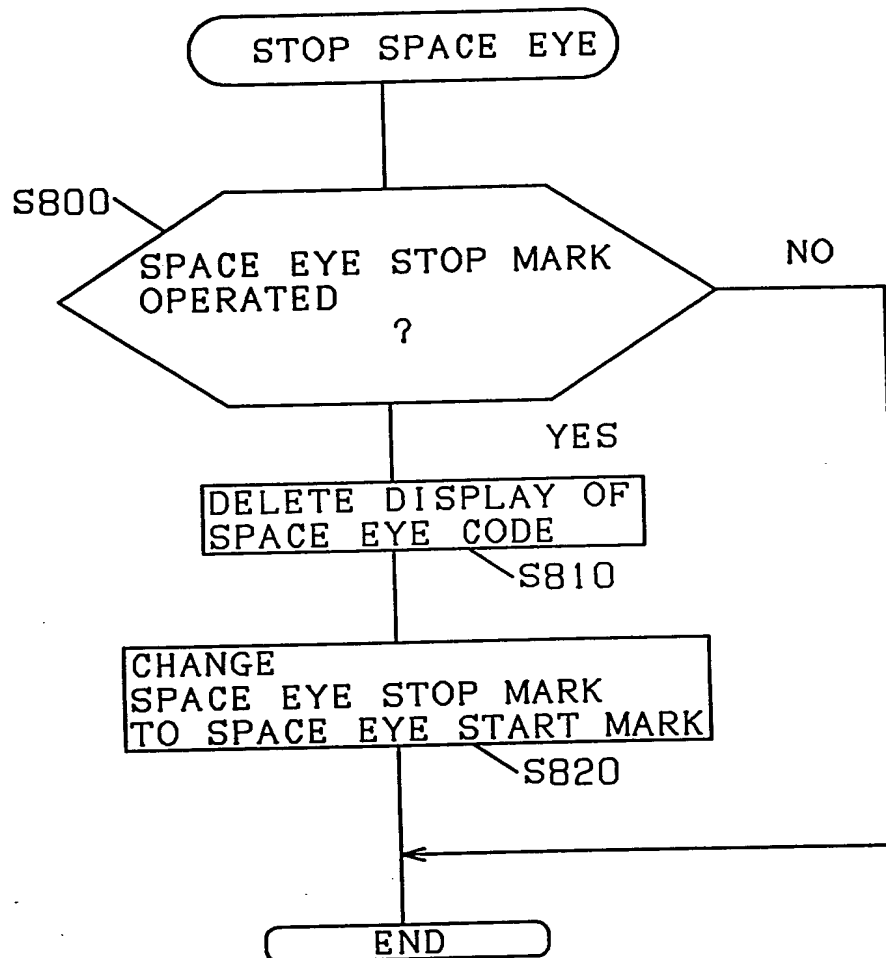 STOP SPACE EYE
S800
SPACE EYE STOP MARK
OPERATED
?
NO
YES
DELETE DISPLAY OF
SPACE EYE CODE
S810
CHANGE
SPACE EYE STOP MARK
TO SPACE EYE START MARK
S820
END